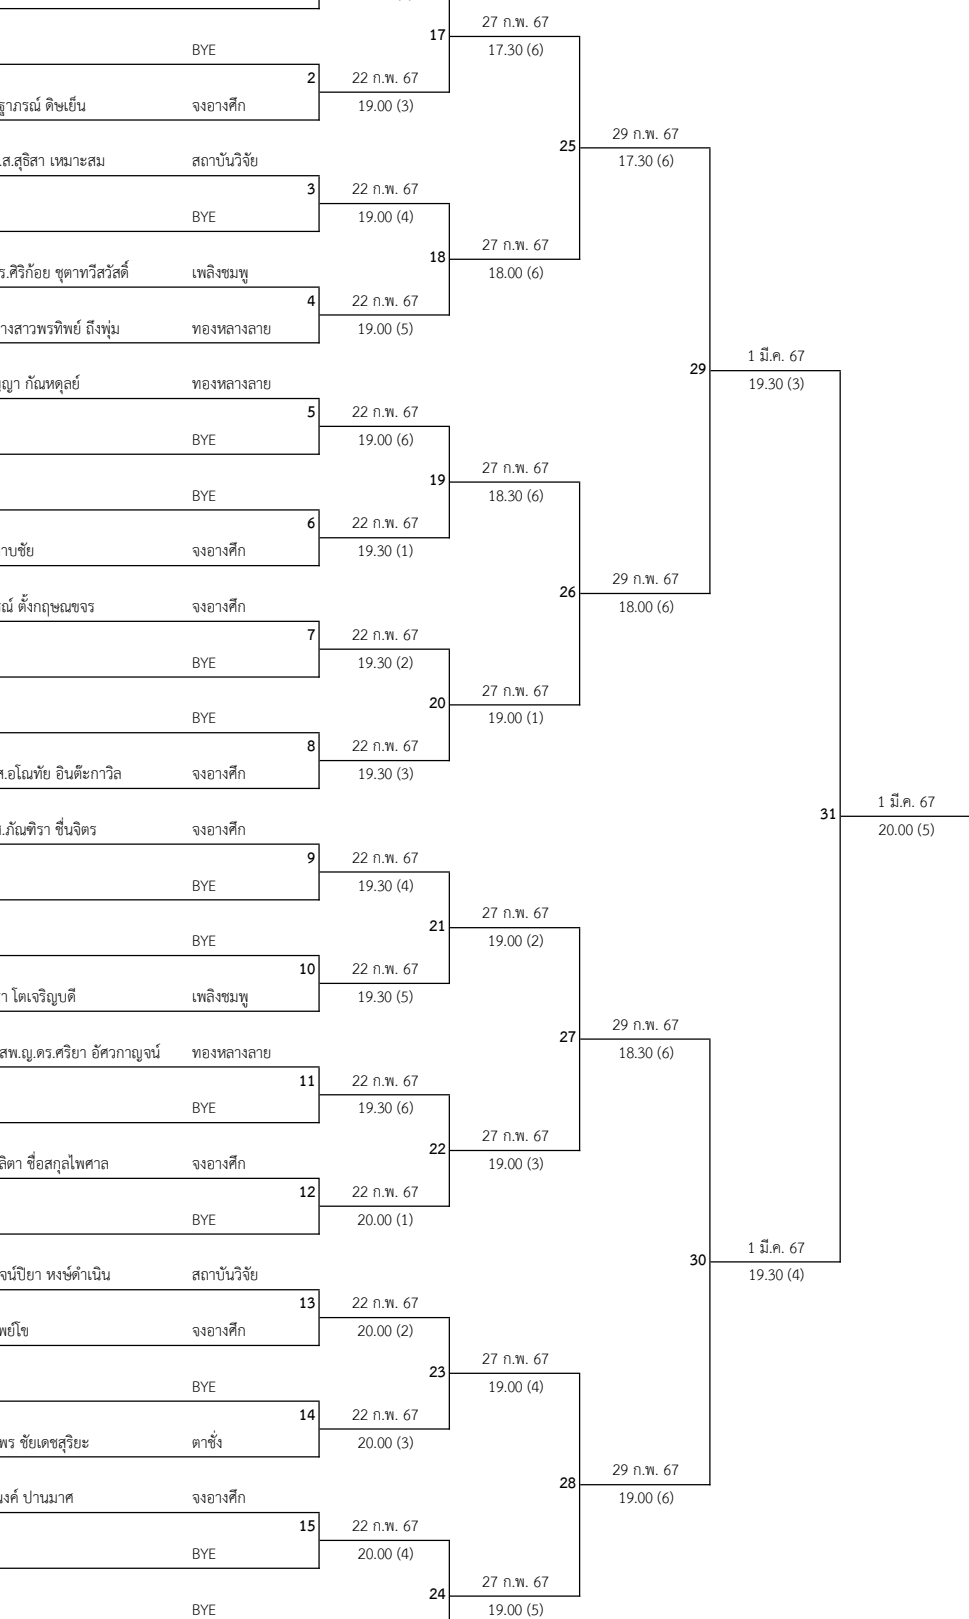 27 ก.พ. 67
17
17.30 (6)
BYE
2 22 ก.พ. 67
19.00 (3)
ฐาภรณ์ ดิษเย็น จงอางศึก
29 ก.พ. 67
25
17.30 (6)
.ส.สุธิสา เหมาะสม สถาบันวิจัย
3 22 ก.พ. 67
BYE 19.00 (4)
27 ก.พ. 67
18
18.00 (6)
ร.ศิริก้อย ชุตาทวีสวัสดิ์ เพลิงชมพู
4 22 ก.พ. 67
างสาวพรทิพย์ ถึงพุ่ม ทองหลางลาย 19.00 (5)
1 มี.ค. 67
29
19.30 (3)
ญา กัณหดุลย์ ทองหลางลาย
5 22 ก.พ. 67
BYE 19.00 (6)
27 ก.พ. 67
19
18.30 (6)
BYE
6 22 ก.พ. 67
าบชัย จงอางศึก 19.30 (1)
29 ก.พ. 67
26
18.00 (6)
ณ์ ตั้งกฤษณขจร จงอางศึก
7 22 ก.พ. 67
BYE 19.30 (2)
27 ก.พ. 67
20
19.00 (1)
BYE
8 22 ก.พ. 67
ส.อโณทัย อินต๊ะกาวิล จงอางศึก 19.30 (3)
1 มี.ค. 67
31
20.00 (5)
.ภัณฑิรา ชื่นจิตร จงอางศึก
9 22 ก.พ. 67
BYE 19.30 (4)
27 ก.พ. 67
21
19.00 (2)
BYE
10 22 ก.พ. 67
า โตเจริญบดี เพลิงชมพู 19.30 (5)
29 ก.พ. 67
27
18.30 (6)
สพ.ญ.ดร.ศริยา อัศวกาญจน์ ทองหลางลาย
11 22 ก.พ. 67
BYE 19.30 (6)
27 ก.พ. 67
22
19.00 (3)
ลิตา ชื่อสกุลไพศาล จงอางศึก
12 22 ก.พ. 67
BYE 20.00 (1)
1 มี.ค. 67
30
19.30 (4)
จน์ปิยา หงษ์ดำเนิน สถาบันวิจัย
13 22 ก.พ. 67
พย์โข จงอางศึก 20.00 (2)
27 ก.พ. 67
23
19.00 (4)
BYE
14 22 ก.พ. 67
พร ชัยเดชสุริยะ ตาชั่ง 20.00 (3)
29 ก.พ. 67
28
19.00 (6)
งค์ ปานมาศ จงอางศึก
15 22 ก.พ. 67
BYE 20.00 (4)
27 ก.พ. 67
24
BYE 19.00 (5)